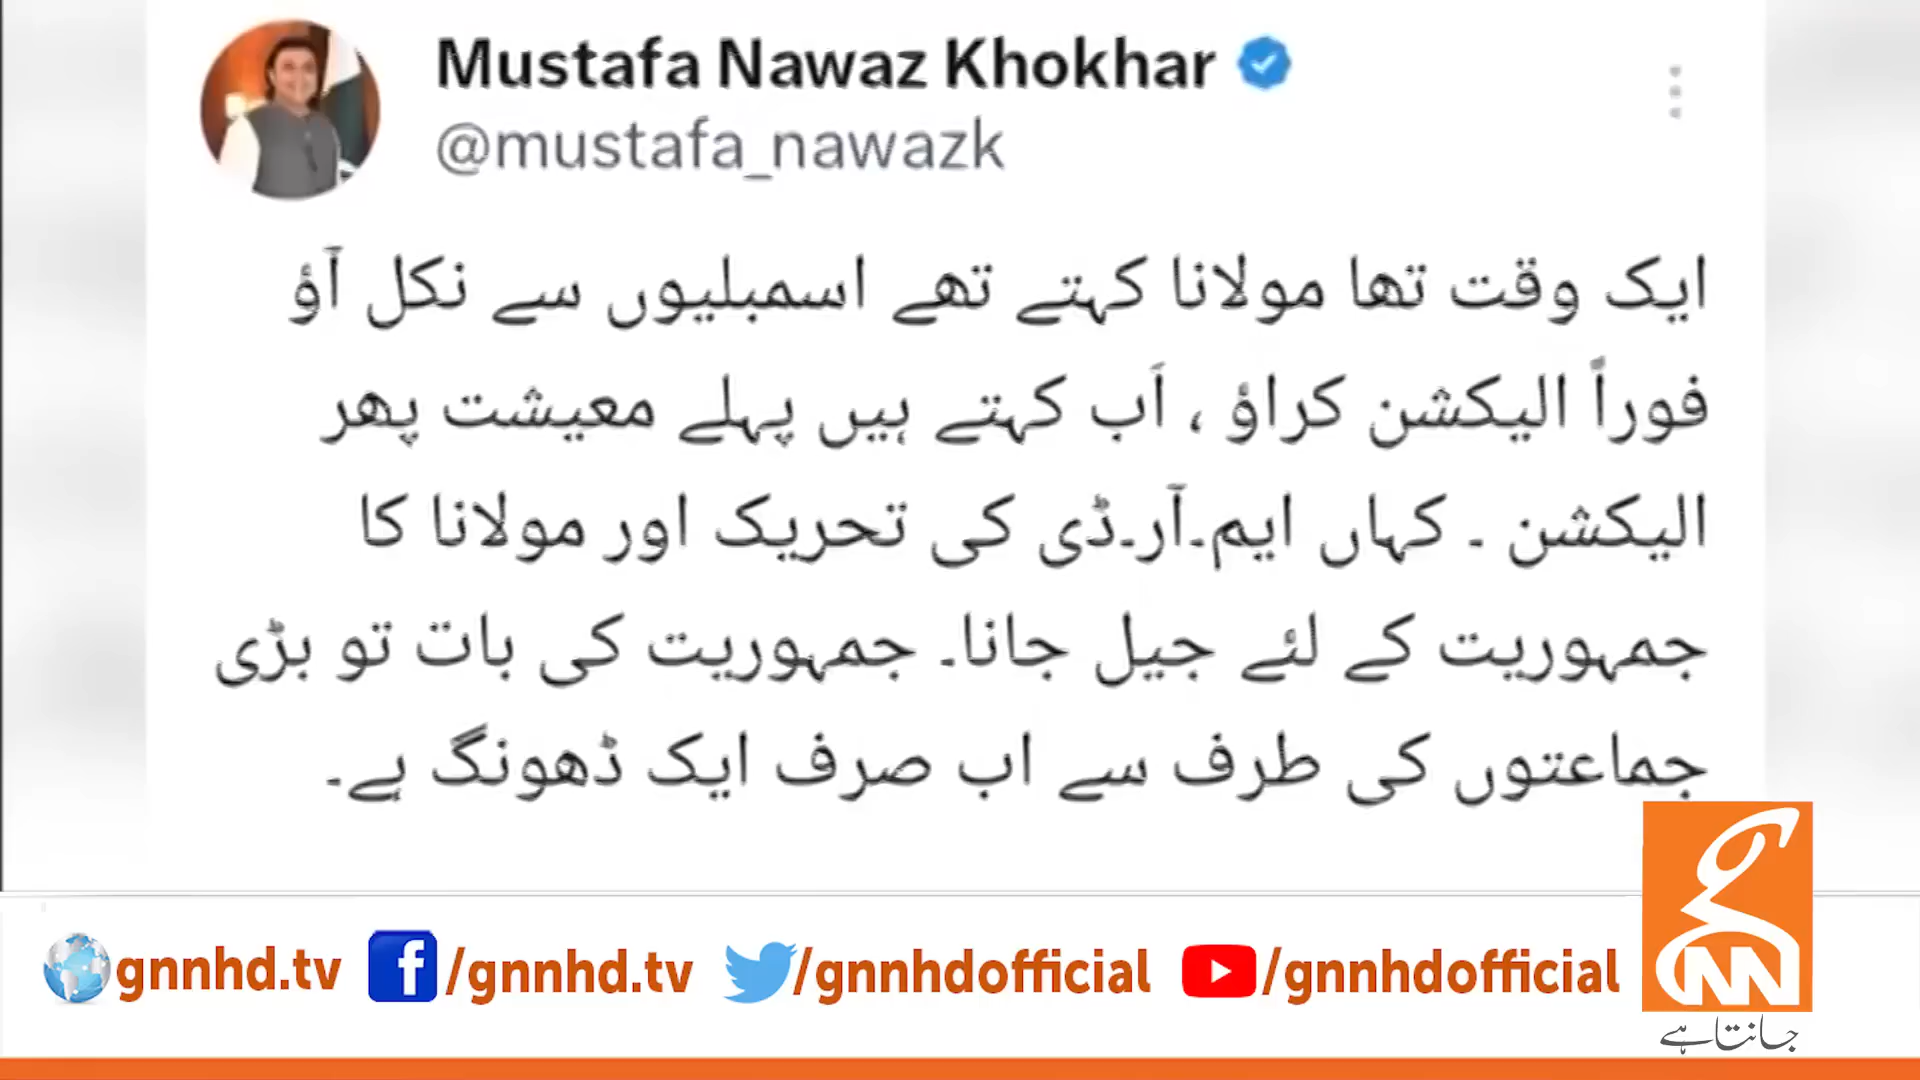 Mustafa Nawaz Khokhar
@mustafa_nawazk
ایک وقت تھا مولانا کہتے تھے اسمبلیوں سے نکل آؤ
فوراً الیکشن کراؤ ، اَب کہتے ہیں پہلے معیشت پھر
الیکشن ۔ کہاں ایم۔آر۔ڈی کی تحریک اور مولانا کا
جمہوریت کے لئے جیل جانا۔ جمہوریت کی بات تو بڑی
جماعتوں کی طرف سے اب صرف ایک ڈھونگ ہے۔
gnnhd.tv /gnnhd.tv /gnnhdofficial /gnnhdofficial
GNN
جانتا ہے